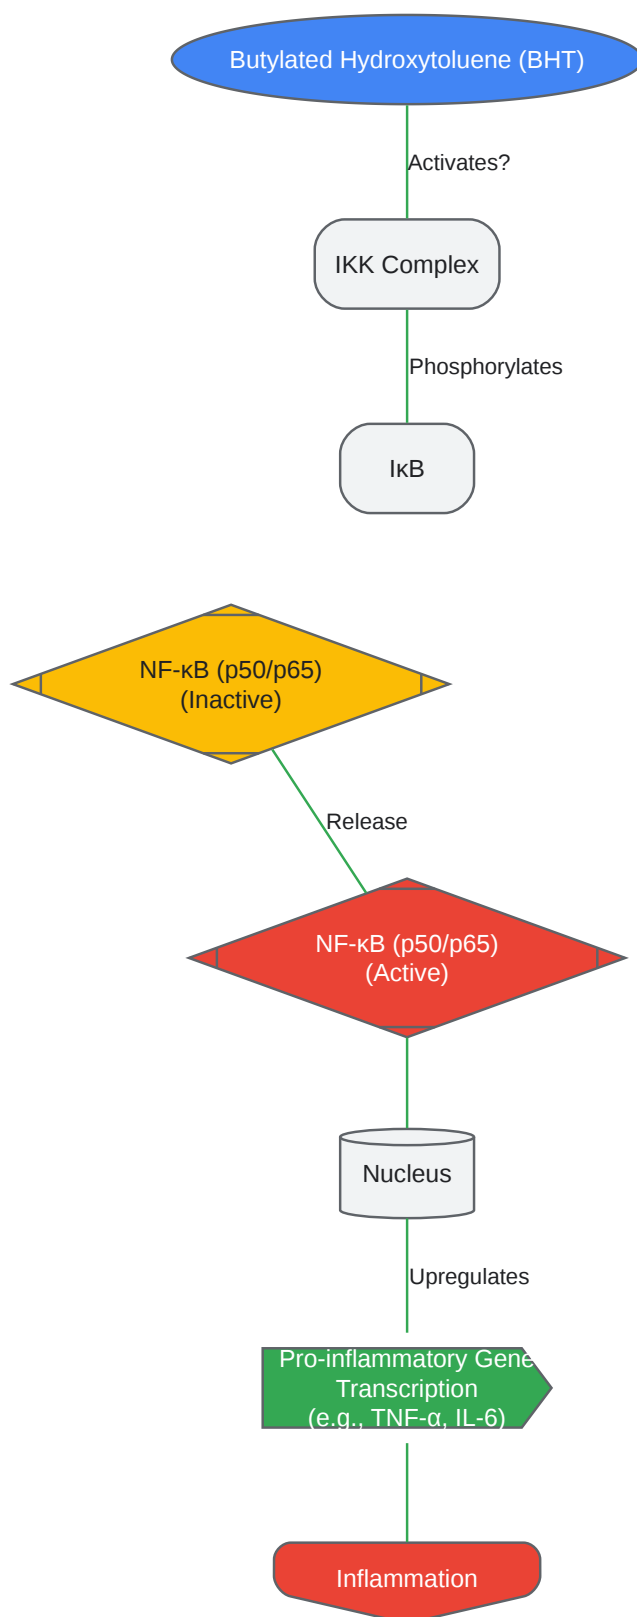 Butylated Hydroxytoluene (BHT)
Activates?
IKK Complex
Phosphorylates
IκB
NF-κB (p50/p65)
(Inactive)
Release
NF-κB (p50/p65)
(Active)
Nucleus
Upregulates
Pro-inflammatory Gene
Transcription
(e.g., TNF-α, IL-6)
Inflammation